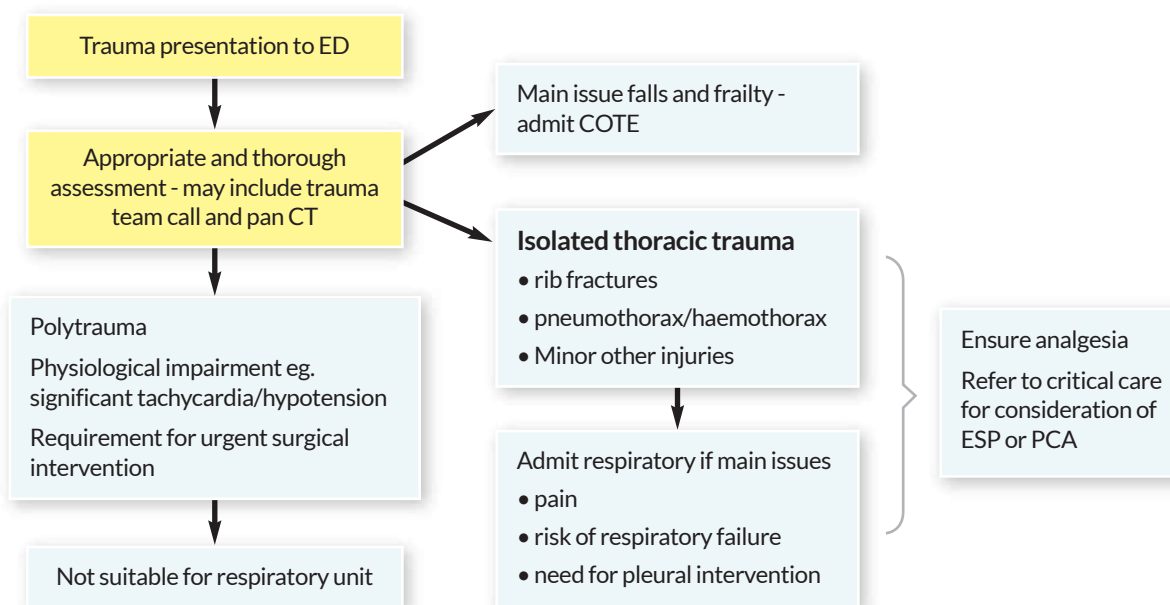 Trauma presentation to ED
Appropriate and thorough
assessment - may include trauma
team call and pan CT
Main issue falls and frailty -
admit COTE
Polytrauma
Physiological impairment eg.
significant tachycardia/hypotension
Requirement for urgent surgical
intervention
Not suitable for respiratory unit
Isolated thoracic trauma
• rib fractures
• pneumothorax/haemothorax
• Minor other injuries
Admit respiratory if main issues
• pain
• risk of respiratory failure
• need for pleural intervention
Ensure analgesia
Refer to critical care
for consideration of
ESP or PCA